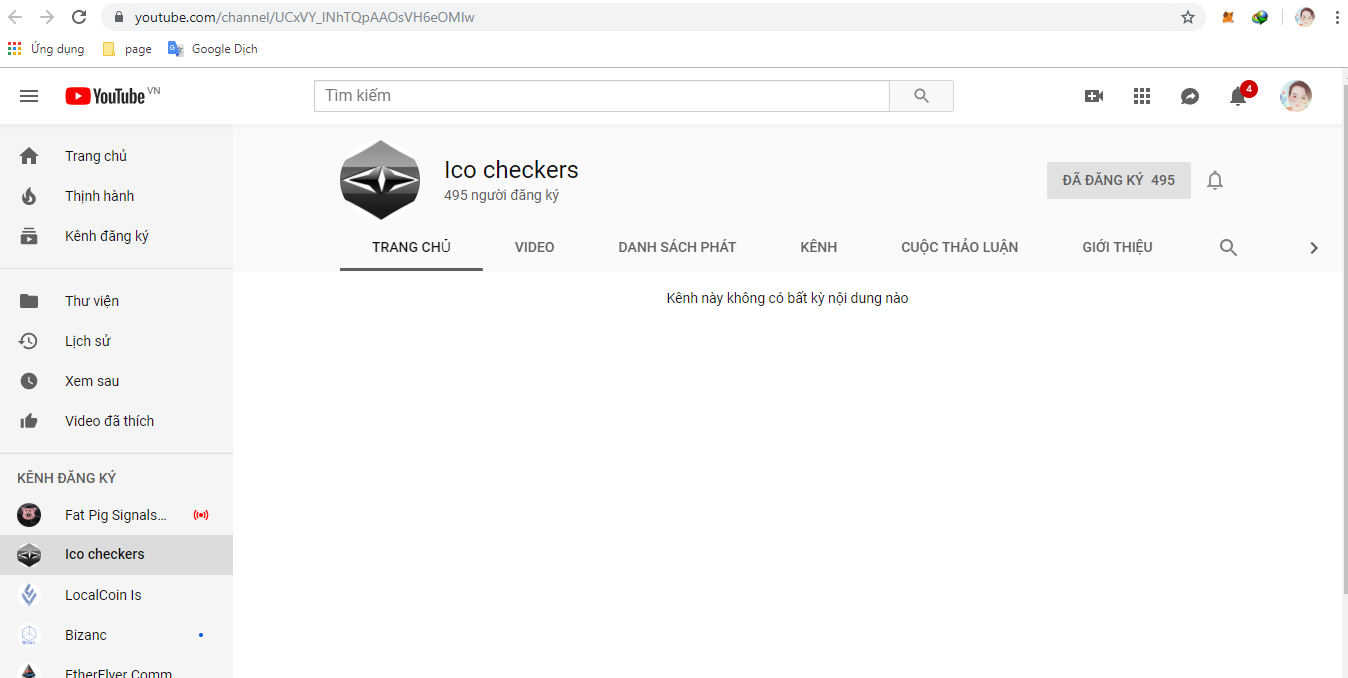 youtube.com/channel/UCxVY_lNhTQpAAOsVH6eOMlw
Ứng dụng page Google Dịch
YouTube VN
Tìm kiếm
4
Trang chủ
Thịnh hành
Kênh đăng ký
Thư viện
Lịch sử
Xem sau
Video đã thích
KÊNH ĐĂNG KÝ
Fat Pig Signals...
Ico checkers
LocalCoin Is
Bizanc
EtherFlyer Comm
Ico checkers
495 người đăng ký
ĐÃ ĐĂNG KÝ 495
TRANG CHỦ VIDEO DANH SÁCH PHÁT KÊNH CUỘC THẢO LUẬN GIỚI THIỆU
Kênh này không có bất kỳ nội dung nào